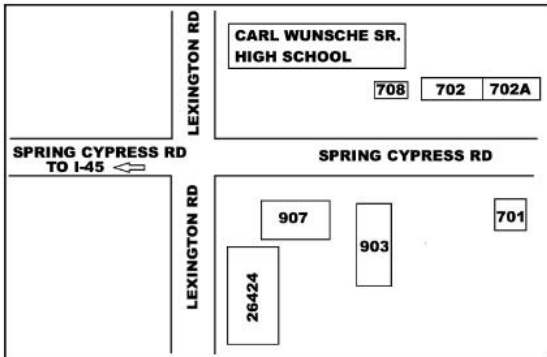 LEXINGTON RD
CARL WUNSCHE SR.
HIGH SCHOOL
708
702
702A
SPRING CYPRESS RD
TO I-45
SPRING CYPRESS RD
LEXINGTON RD
907
903
701
26424